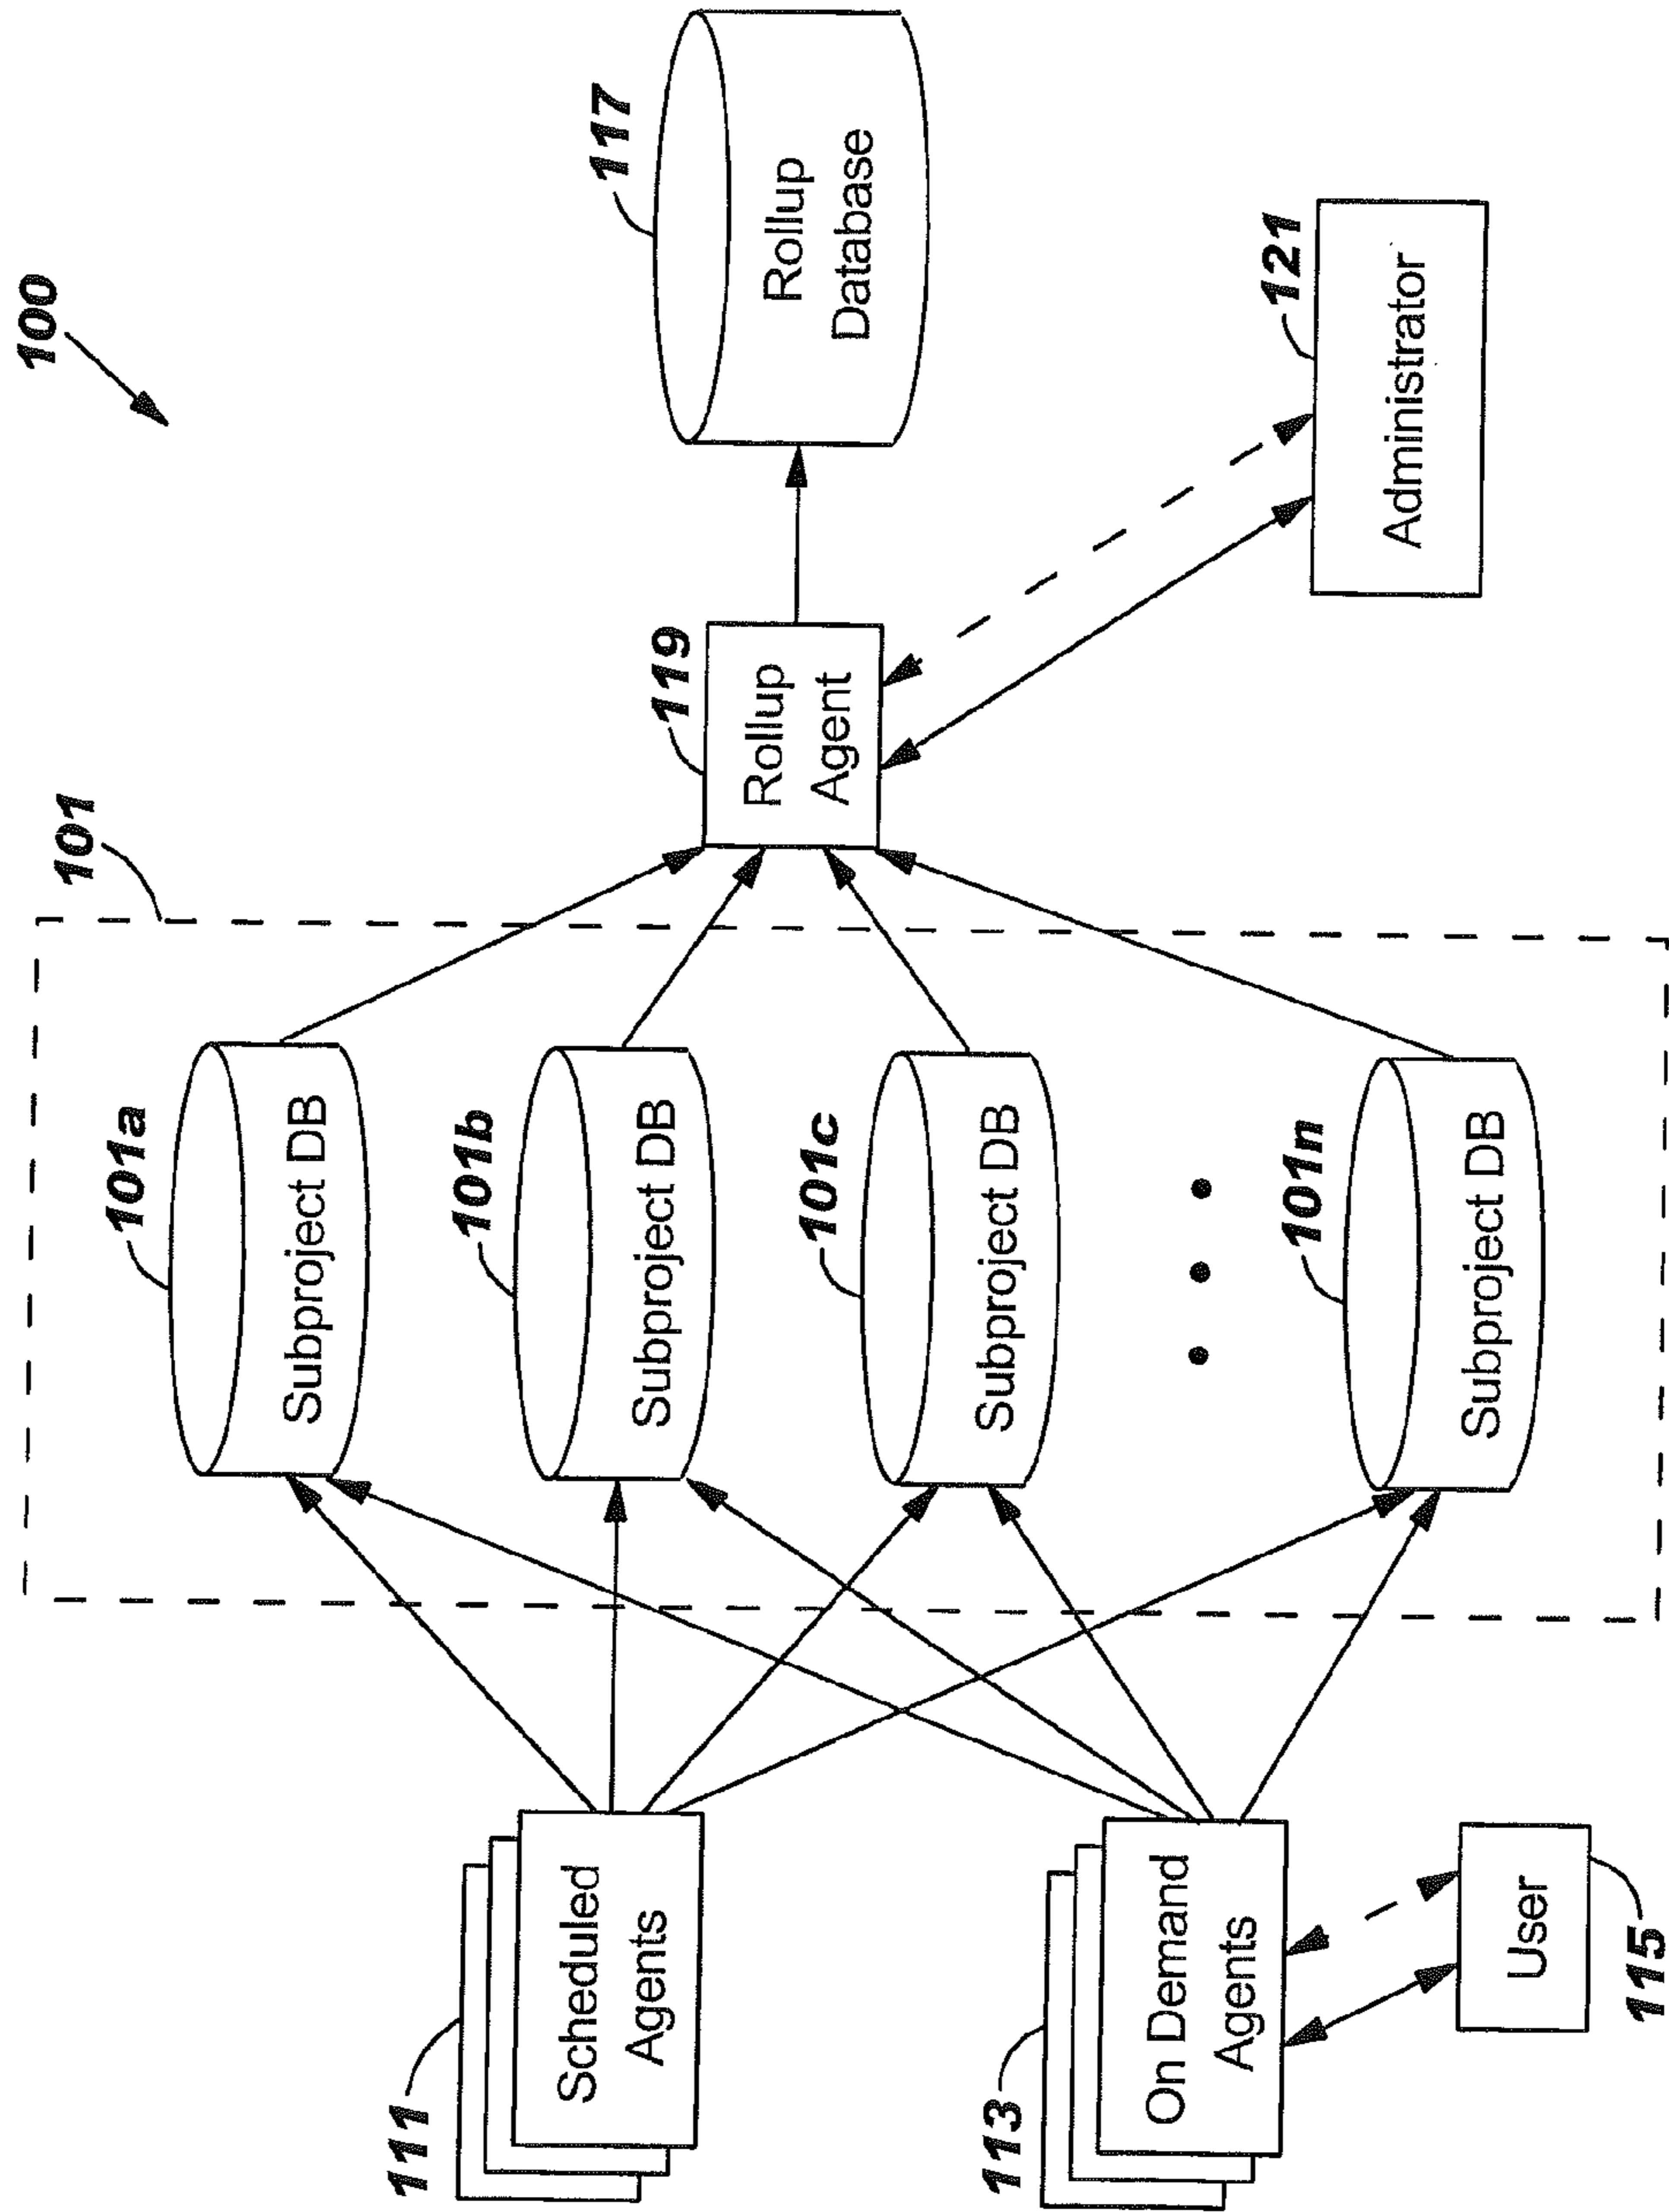 100
101
111
Scheduled
Agents
113
On Demand
Agents
User
115
101a
Subproject DB
101b
Subproject DB
101c
Subproject DB
101n
Subproject DB
119
Rollup
Agent
117
Rollup
Database
121
Administrator